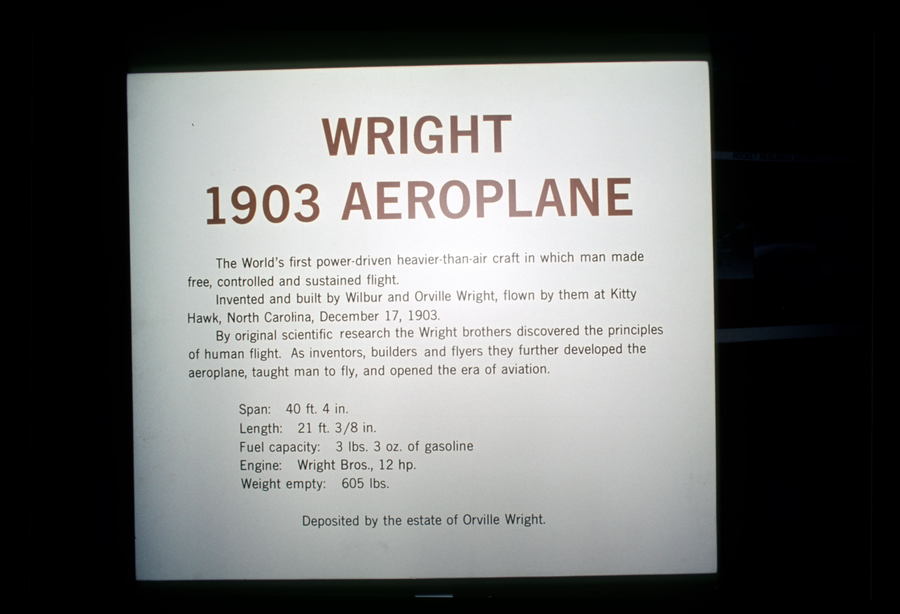 WRIGHT
1903 AEROPLANE
The World's first power-driven heavier-than-air craft in which man made
free, controlled and sustained flight.
Invented and built by Wilbur and Orville Wright, flown by them at Kitty
Hawk, North Carolina, December 17, 1903.
By original scientific research the Wright brothers discovered the principles
of human flight. As inventors, builders and flyers they further developed the
aeroplane, taught man to fly, and opened the era of aviation.
Span: 40 ft. 4 in.
Length: 21 ft. 3/8 in.
Fuel capacity: 3 lbs. 3 oz. of gasoline
Engine: Wright Bros., 12 hp.
Weight empty: 605 lbs.
Deposited by the estate of Orville Wright.